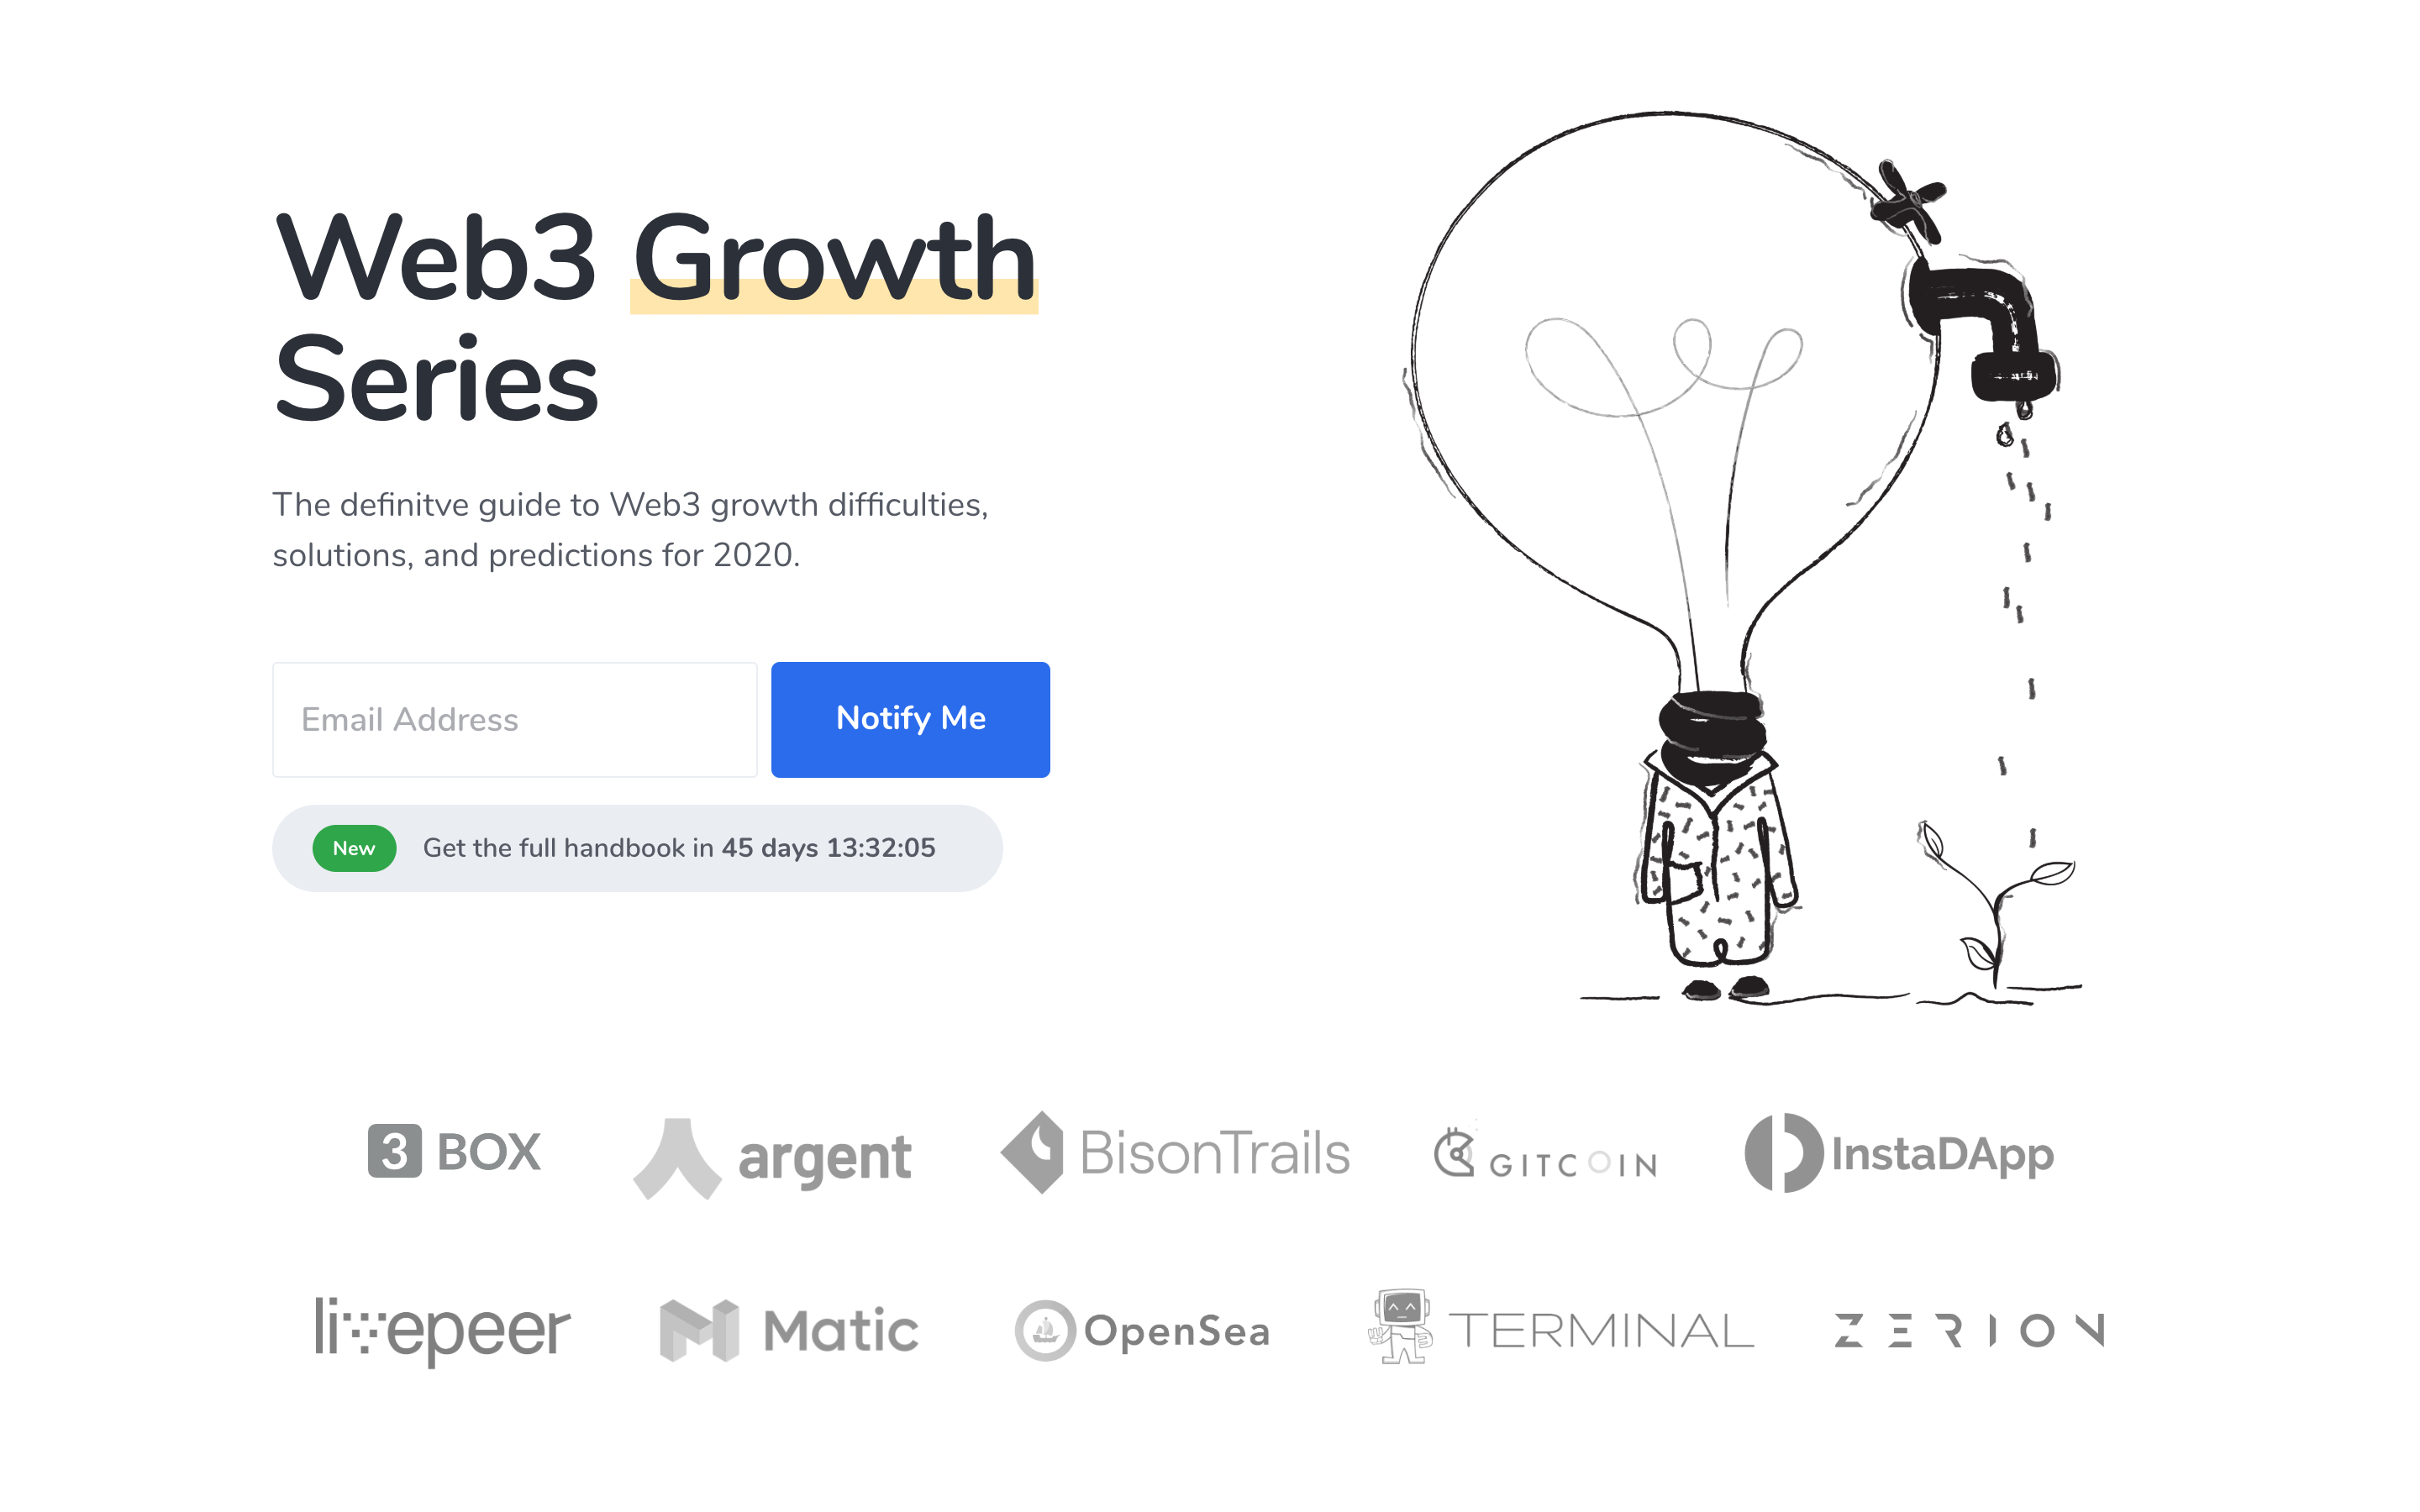 Web3 Growth
Series
The definitve guide to Web3 growth difficulties,
solutions, and predictions for 2020.
Email Address
Notify Me
New Get the full handbook in 45 days 13:32:05
3 BOX
argent
BisonTrails
GITCOIN
InstaDApp
livepeer
Matic
OpenSea
TERMINAL
ZERION